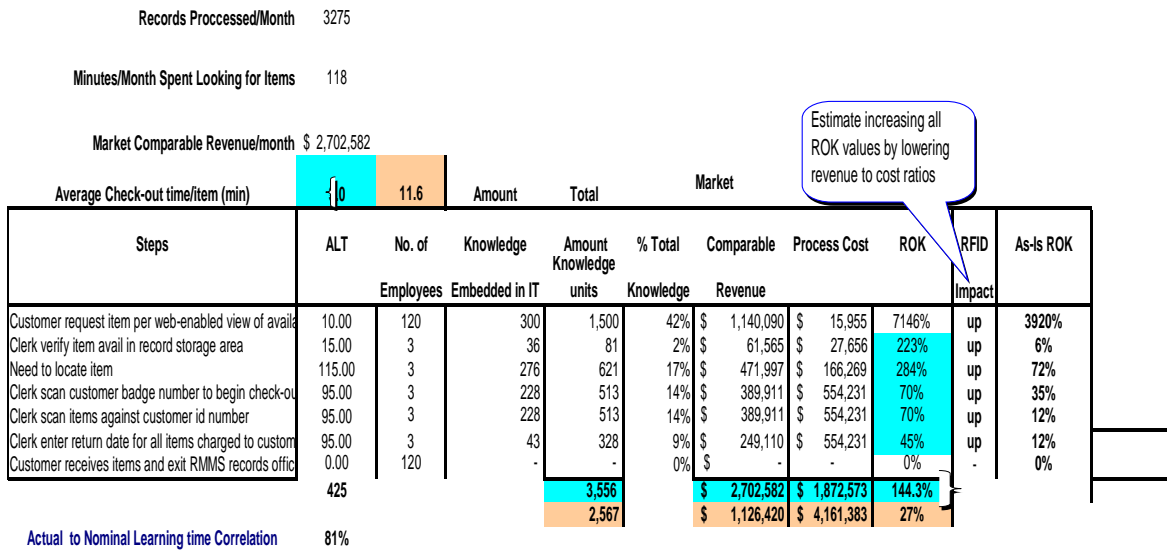 Records Proccessed/Month 3275
Minutes/Month Spent Looking for Items 118
Market Comparable Revenue/month $ 2,702,582
Estimate increasing all
ROK values by lowering
revenue to cost ratios
Average Check-out time/item (min) 11.6 Amount Total Market
Steps ALT No. of Knowledge Amount % Total Comparable Process Cost ROK RFID As-Is ROK
Knowledge
Employees Embedded in IT units Knowledge Revenue Impact
Customer request item per web-enabled view of availa 10.00 120 300 1,500 42% $ 1,140,090 $ 15,955 7146% up 3920%
Clerk verify item avail in record storage area 15.00 3 36 81 2% $ 61,565 $ 27,656 223% up 6%
Need to locate item 115.00 3 276 621 17% $ 471,997 $ 166,269 284% up 72%
Clerk scan customer badge number to begin check-ou 95.00 3 228 513 14% $ 389,911 $ 554,231 70% up 35%
Clerk scan items against customer id number 95.00 3 228 513 14% $ 389,911 $ 554,231 70% up 12%
Clerk enter return date for all items charged to custom 95.00 3 43 328 9% $ 249,110 $ 554,231 45% up 12%
Customer receives items and exit RMMS records offic 0.00 120 - - 0% $ - - 0% - 0%
425 3,556 $ 2,702,582 $ 1,872,573 144.3%
2,567 $ 1,126,420 $ 4,161,383 27%
Actual to Nominal Learning time Correlation 81%